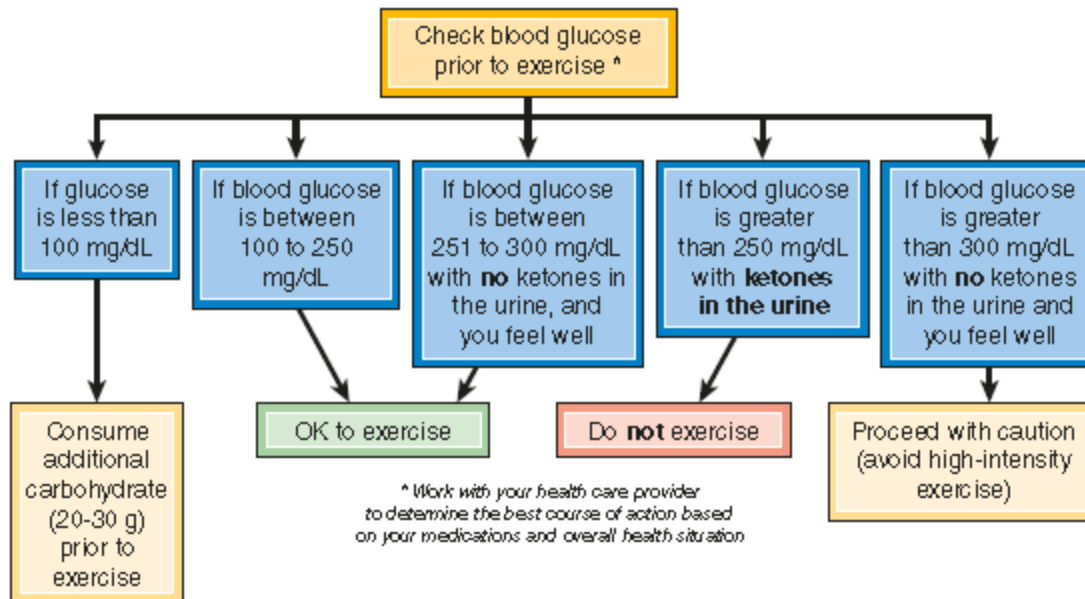 Check blood glucose
prior to exercise *
If glucose
is less than
100 mg/dL
If blood glucose
is between
100 to 250
mg/dL
If blood glucose
is between
251 to 300 mg/dL
with no ketones in
the urine, and
you feel well
If blood glucose
is greater
than 250 mg/dL
with ketones
in the urine
If blood glucose
is greater
than 300 mg/dL
with no ketones
in the urine and
you feel well
Consume
additional
carbohydrate
(20-30 g)
prior to
exercise
OK to exercise
Do not exercise
Proceed with caution
(avoid high-intensity
exercise)
* Work with your health care provider
to determine the best course of action based
on your medications and overall health situation